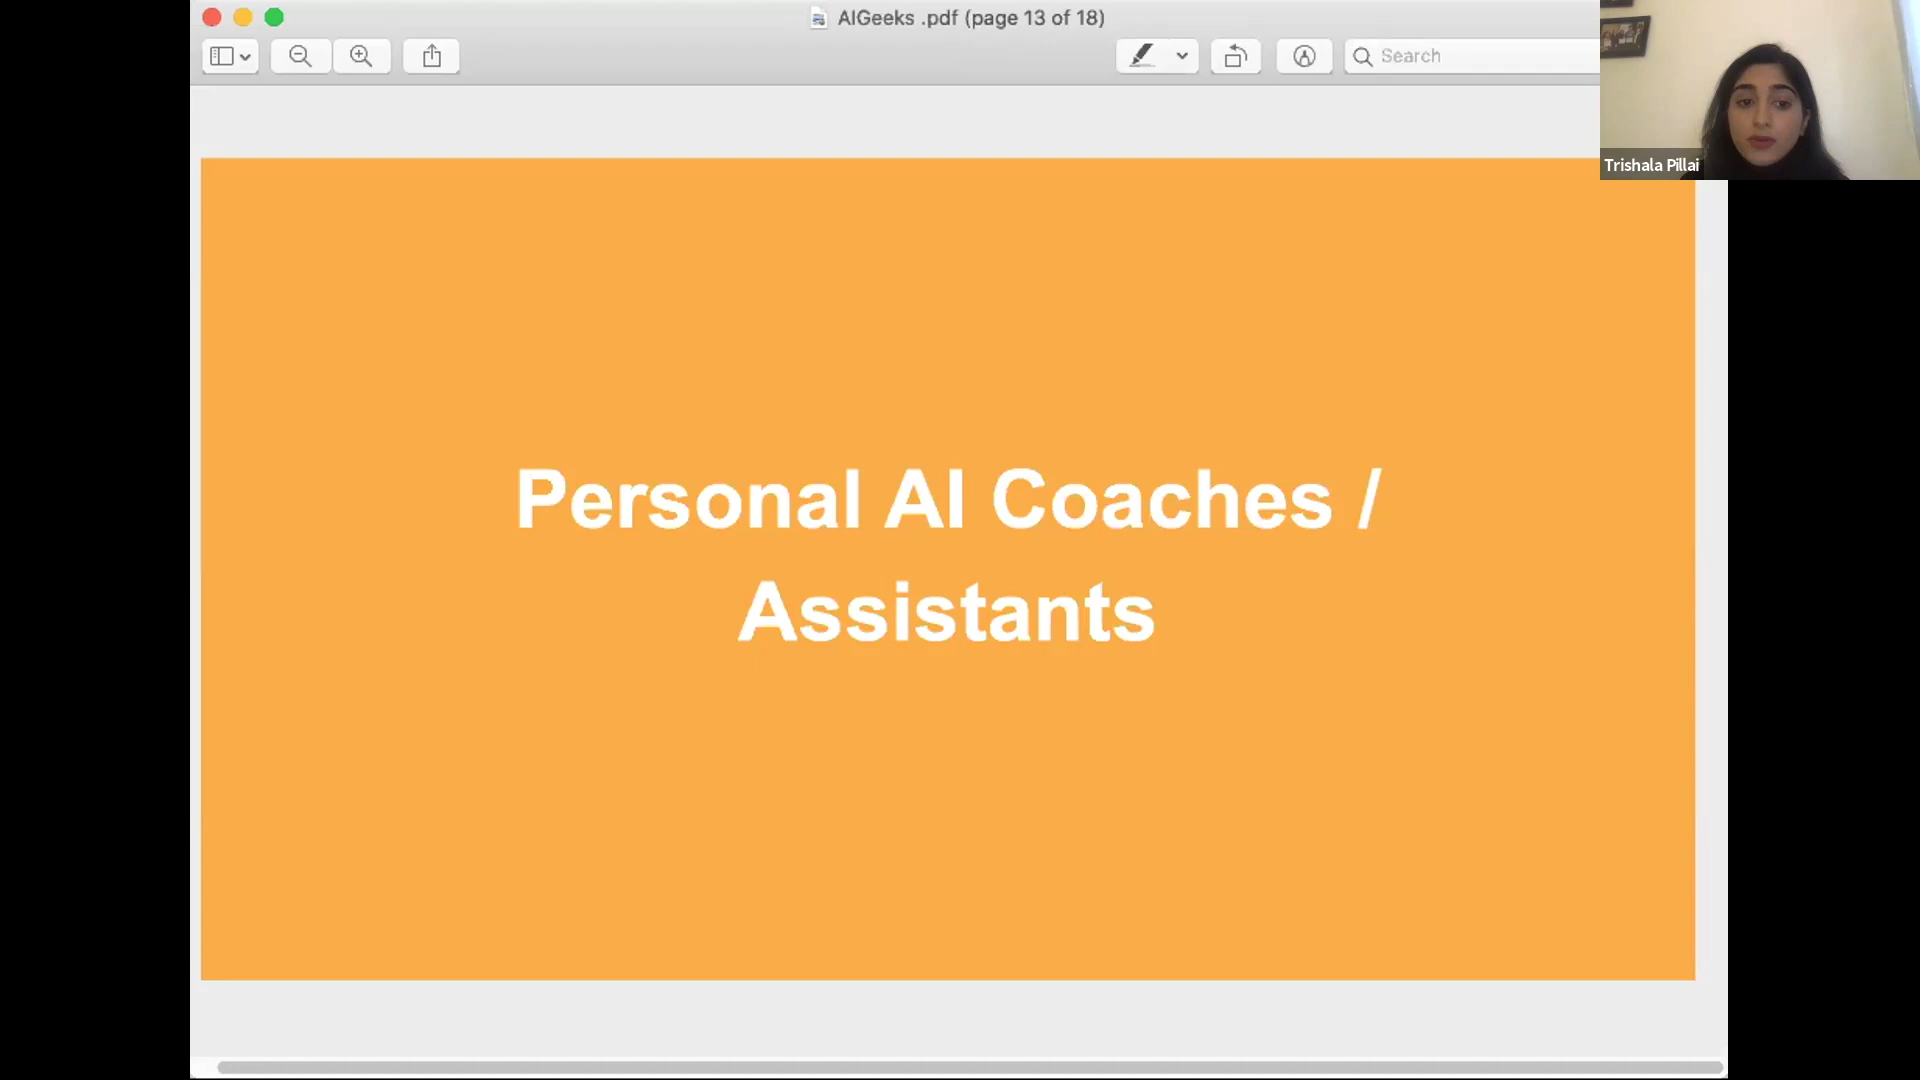 AIGeeks .pdf (page 13 of 18)
Search
Trishala Pillai
Personal AI Coaches /
Assistants